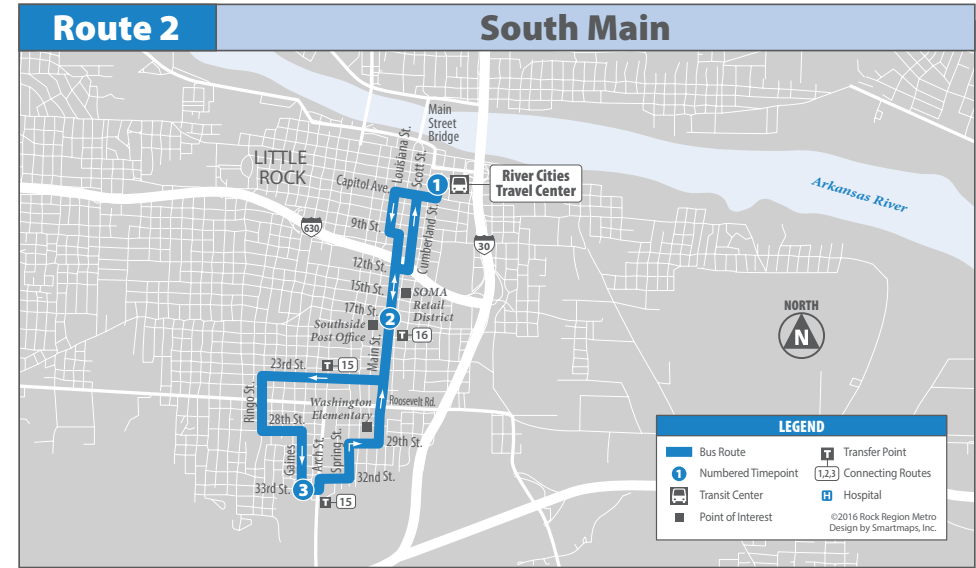 Route 2
South Main
Main
Street
Bridge
LITTLE
ROCK
Louisiana St.
Scott St.
Capitol Ave.
1
River Cities
Travel Center
Arkansas River
9th St.
Cumberland St.
630
30
12th St.
15th St.
SOMA
Retail
District
17th St.
2
Southside
Post Office
T
16
Main St.
NORTH
N
23rd St.
T
15
Ringo St.
Washington
Elementary
Roosevelt Rd.
28th St.
29th St.
Gaines
Arch St.
Spring St.
32nd St.
33rd St.
3
T
15
LEGEND
Bus Route
1
Numbered Timepoint
Transit Center
Point of Interest
T
Transfer Point
1,2,3
Connecting Routes
H
Hospital
©2016 Rock Region Metro
Design by Smartmaps, Inc.